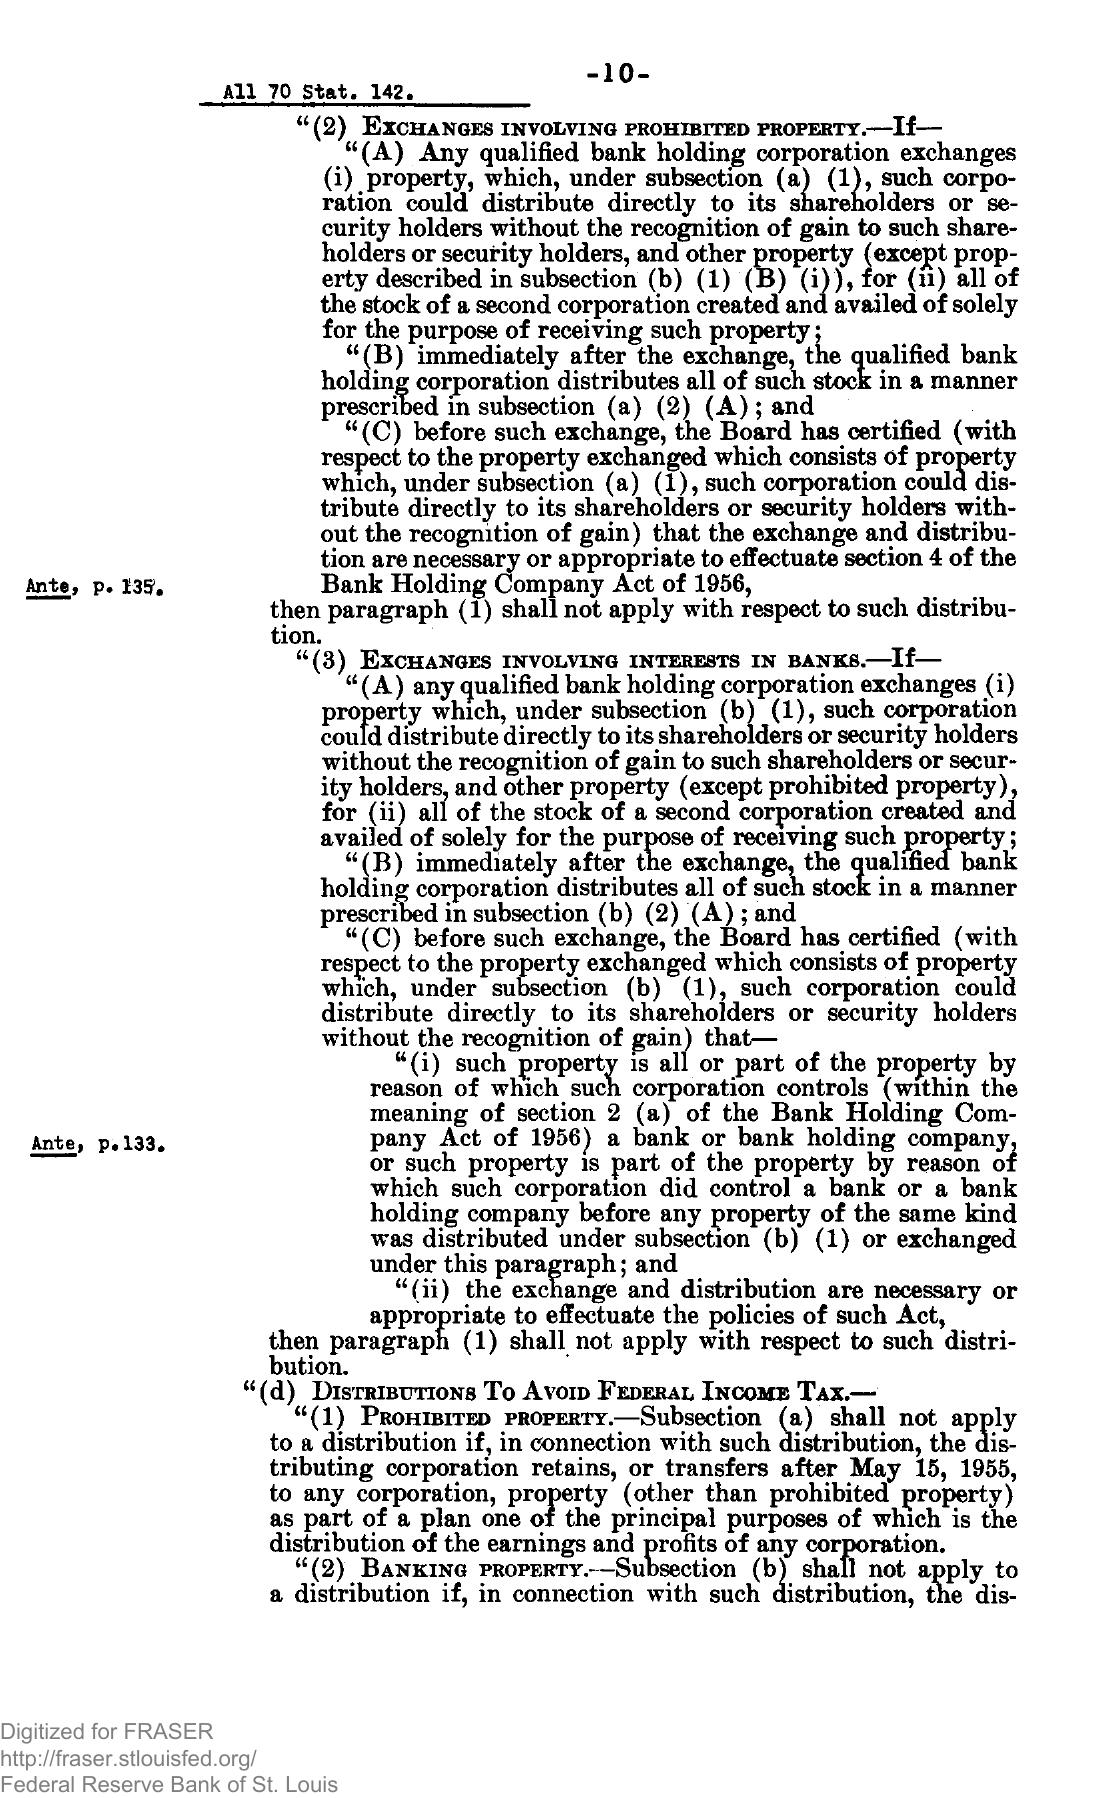 -10-
All 70 Stat. 142.
“(2) EXCHANGES INVOLVING PROHIBITED PROPERTY.—If—
“(A) Any qualified bank holding corporation exchanges
(i) property, which, under subsection (a) (1), such corpo-
ration could distribute directly to its shareholders or se-
curity holders without the recognition of gain to such share-
holders or security holders, and other property (except prop-
erty described in subsection (b) (1) (B) (i)), for (ii) all of
the stock of a second corporation created and availed of solely
for the purpose of receiving such property;
“(B) immediately after the exchange, the qualified bank
holding corporation distributes all of such stock in a manner
prescribed in subsection (a) (2) (A); and
“(C) before such exchange, the Board has certified (with
respect to the property exchanged which consists of property
which, under subsection (a) (1), such corporation could dis-
tribute directly to its shareholders or security holders with-
out the recognition of gain) that the exchange and distribu-
tion are necessary or appropriate to effectuate section 4 of the
Ante, p. 135. Bank Holding Company Act of 1956,
then paragraph (1) shall not apply with respect to such distribu-
tion.
“(3) EXCHANGES INVOLVING INTERESTS IN BANKS.—If—
“(A) any qualified bank holding corporation exchanges (i)
property which, under subsection (b) (1), such corporation
could distribute directly to its shareholders or security holders
without the recognition of gain to such shareholders or secur-
ity holders, and other property (except prohibited property),
for (ii) all of the stock of a second corporation created and
availed of solely for the purpose of receiving such property;
“(B) immediately after the exchange, the qualified bank
holding corporation distributes all of such stock in a manner
prescribed in subsection (b) (2) (A); and
“(C) before such exchange, the Board has certified (with
respect to the property exchanged which consists of property
which, under subsection (b) (1), such corporation could
distribute directly to its shareholders or security holders
without the recognition of gain) that—
“(i) such property is all or part of the property by
reason of which such corporation controls (within the
meaning of section 2 (a) of the Bank Holding Com-
Ante, p.133. pany Act of 1956) a bank or bank holding company,
or such property is part of the property by reason of
which such corporation did control a bank or a bank
holding company before any property of the same kind
was distributed under subsection (b) (1) or exchanged
under this paragraph; and
“(ii) the exchange and distribution are necessary or
appropriate to effectuate the policies of such Act,
then paragraph (1) shall not apply with respect to such distri-
bution.
“(d) DISTRIBUTIONS TO AVOID FEDERAL INCOME TAX.—
“(1) PROHIBITED PROPERTY.—Subsection (a) shall not apply
to a distribution if, in connection with such distribution, the dis-
tributing corporation retains, or transfers after May 15, 1955,
to any corporation, property (other than prohibited property)
as part of a plan one of the principal purposes of which is the
distribution of the earnings and profits of any corporation.
“(2) BANKING PROPERTY.—Subsection (b) shall not apply to
a distribution if, in connection with such distribution, the dis-
Digitized for FRASER
http://fraser.stlouisfed.org/
Federal Reserve Bank of St. Louis